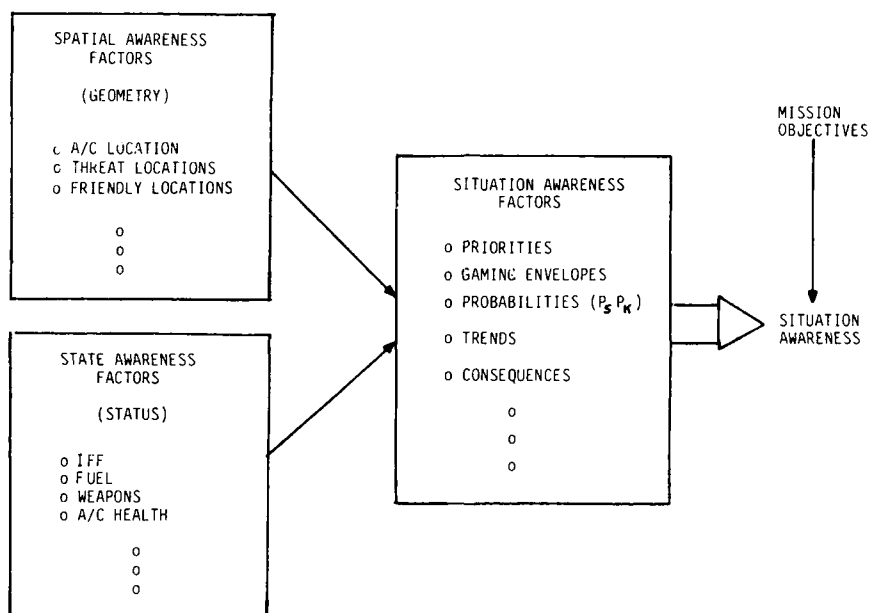 SPATIAL AWARENESS
FACTORS
(GEOMETRY)
o A/C LOCATION
o THREAT LOCATIONS
o FRIENDLY LOCATIONS
o
o
o
STATE AWARENESS
FACTORS
(STATUS)
o IFF
o FUEL
o WEAPONS
o A/C HEALTH
o
o
o
SITUATION AWARENESS
FACTORS
o PRIORITIES
o GAMING ENVELOPES
o PROBABILITIES (PS PK)
o TRENDS
o CONSEQUENCES
o
o
o
MISSION
OBJECTIVES
SITUATION
AWARENESS